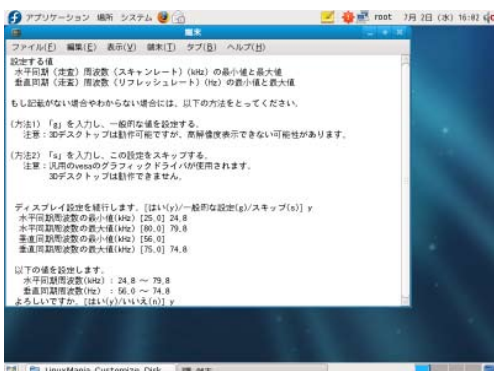 アプリケーション 場所 システム root 7月 2日 (水) 16:02
端末
ファイル(F) 編集(E) 表示(V) 端末(T) タブ(B) ヘルプ(H)
設定する値
水平同期（走査）周波数（スキャンレート）(kHz) の最小値と最大値
垂直同期（走査）周波数（リフレッシュレート）(Hz) の最小値と最大値
もし記載がない場合やわからない場合には、以下の方法をとってください。
(方法1) 「g」を入力し、一般的な値を設定する。
注意：3Dデスクトップは動作可能ですが、高解像度表示できない可能性があります。
(方法2) 「s」を入力し、この設定をスキップする。
注意：汎用のvesaのグラフィックドライバが使用されます。
3Dデスクトップは動作できません。
ディスプレイ設定を続行します。[はい(y)/一般的な設定(g)/スキップ(s)] y
水平同期周波数の最小値(kHz) [25.0] 24.8
水平同期周波数の最大値(kHz) [80.0] 79.8
垂直同期周波数の最小値(Hz) [56.0]
垂直同期周波数の最大値(Hz) [75.0] 74.8
以下の値を設定します。
水平同期周波数(kHz) : 24.8 ～ 79.8
垂直同期周波数(Hz) : 56.0 ～ 74.8
よろしいですか。[はい(y)/いいえ(n)] y
LinuxMania Customize Disk